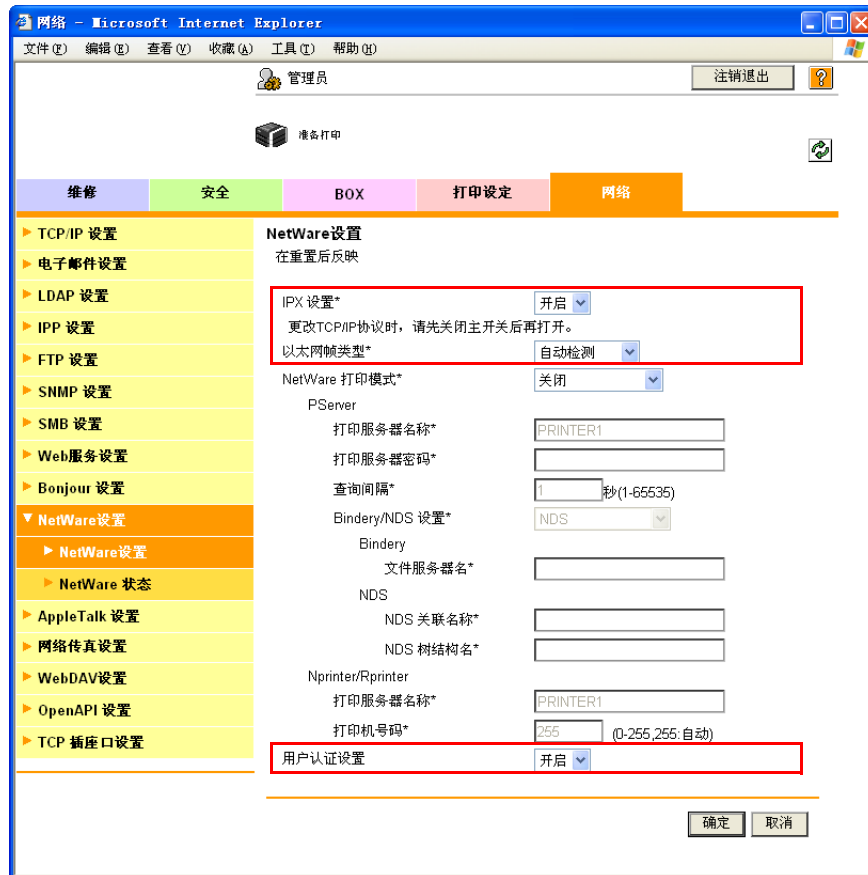 网络 - Microsoft Internet Explorer
文件(F) 编辑(E) 查看(V) 收藏(A) 工具(T) 帮助(H)
管理员
注销退出
?
准备打印
维修 安全 BOX 打印设定 网络
TCP/IP 设置
电子邮件设置
LDAP 设置
IPP 设置
FTP 设置
SNMP 设置
SMB 设置
Web服务设置
Bonjour 设置
NetWare设置
NetWare设置
NetWare 状态
AppleTalk 设置
网络传真设置
WebDAV设置
OpenAPI 设置
TCP 插座口设置
NetWare设置
在重置后反映
IPX 设置* 开启
更改TCP/IP协议时，请先关闭主开关后再打开。
以太网帧类型* 自动检测
NetWare 打印模式* 关闭
PServer
打印服务器名称* PRINTER1
打印服务器密码*
查询间隔* 1 秒(1-65535)
Bindery/NDS 设置* NDS
Bindery
文件服务器名*
NDS
NDS 关联名称*
NDS 树结构名*
Nprinter/Rprinter
打印服务器名称* PRINTER1
打印机号码* 255 (0-255,255:自动)
用户认证设置 开启
确定 取消